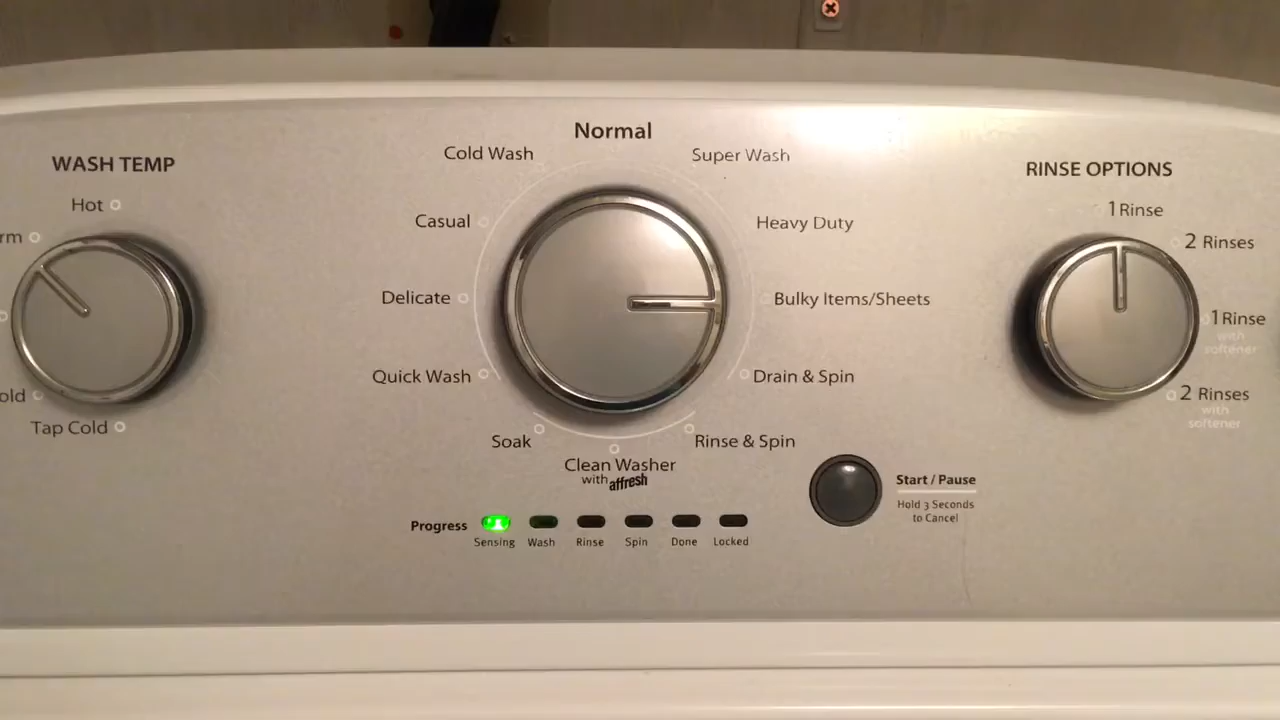 WASH TEMP
Hot
rm
old
Tap Cold
Normal
Cold Wash
Super Wash
Casual
Heavy Duty
Delicate
Bulky Items/Sheets
Quick Wash
Drain & Spin
Soak
Rinse & Spin
Clean Washer
with affresh
Progress
Sensing
Wash
Rinse
Spin
Done
Locked
Start / Pause
Hold 3 Seconds
to Cancel
RINSE OPTIONS
1 Rinse
2 Rinses
1 Rinse
with
softener
2 Rinses
with
softener